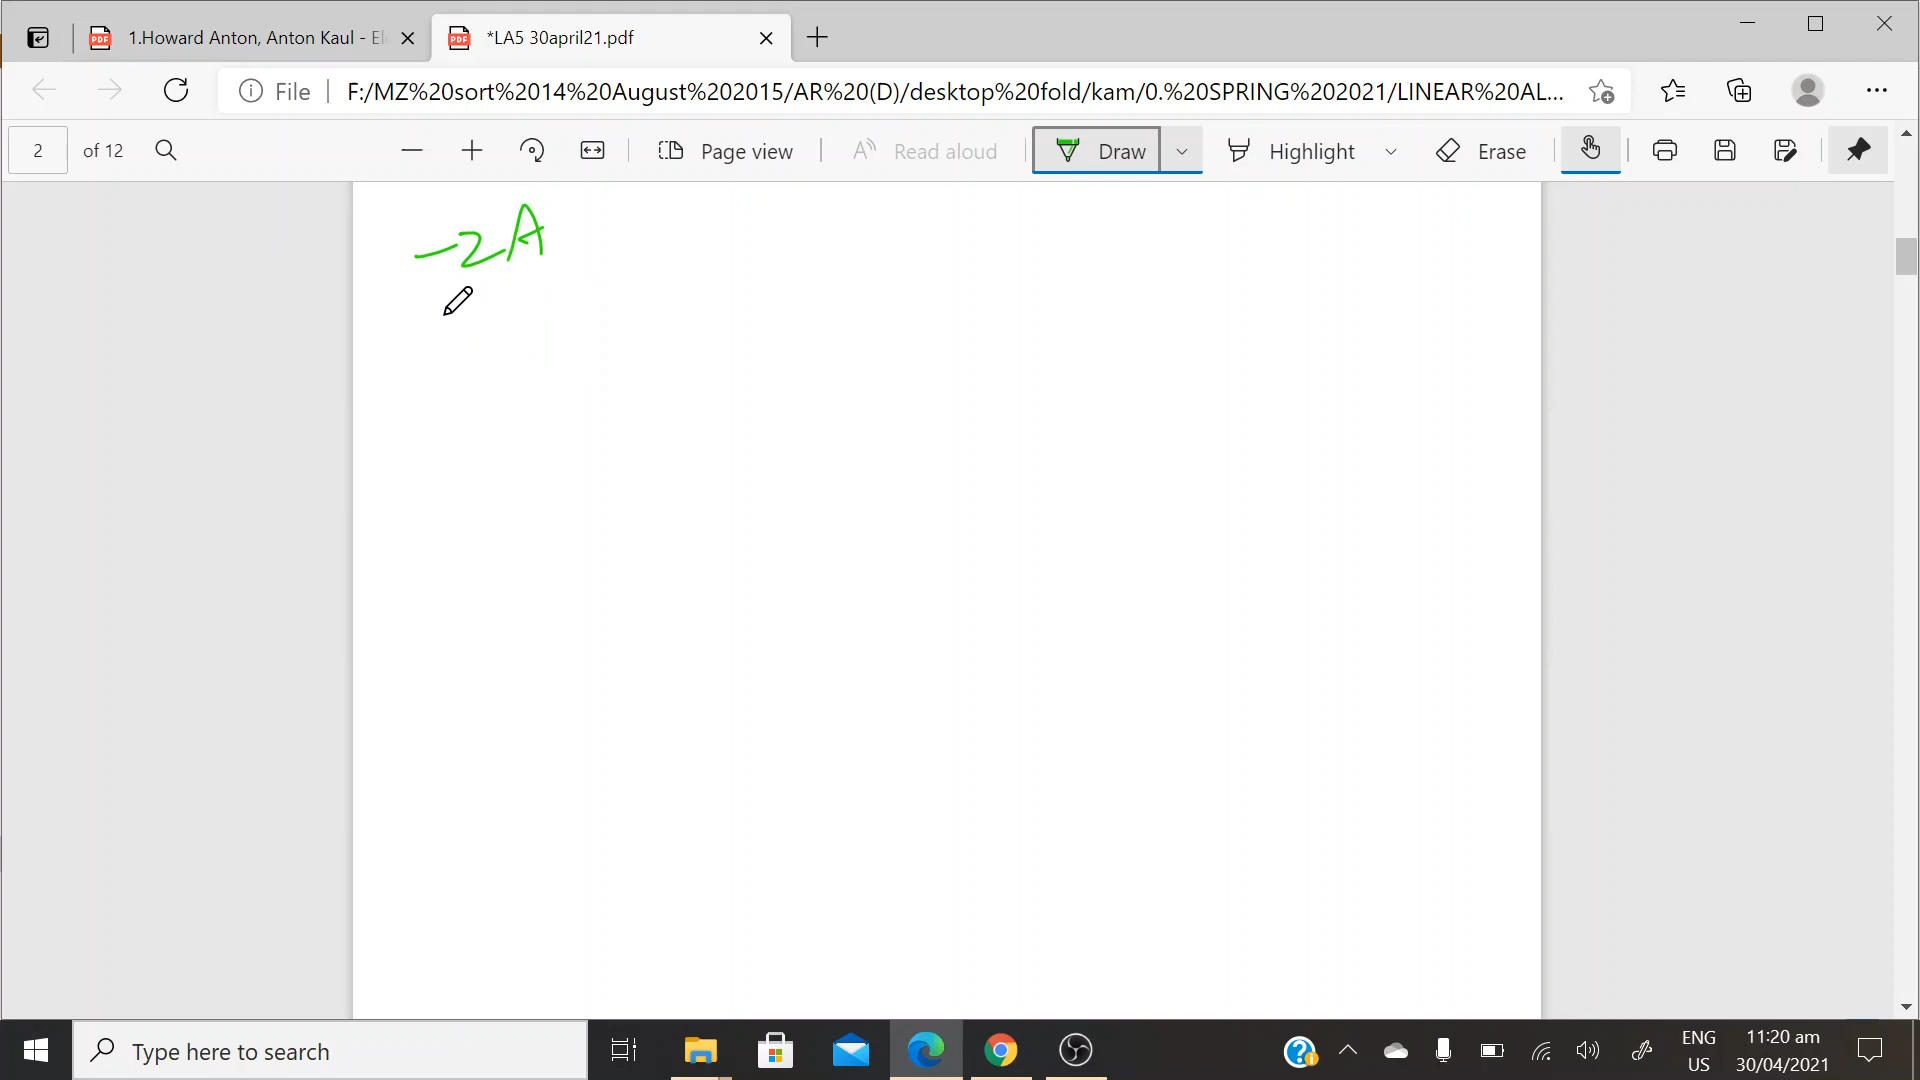 1.Howard Anton, Anton Kaul - El
*LA5 30april21.pdf
File
F:/MZ%20sort%2014%20August%202015/AR%20(D)/desktop%20fold/kam/0.%20SPRING%202021/LINEAR%20AL...
2 of 12
Page view
Read aloud
Draw
Highlight
Erase
-2A
Type here to search
ENG
US
11:20 am
30/04/2021